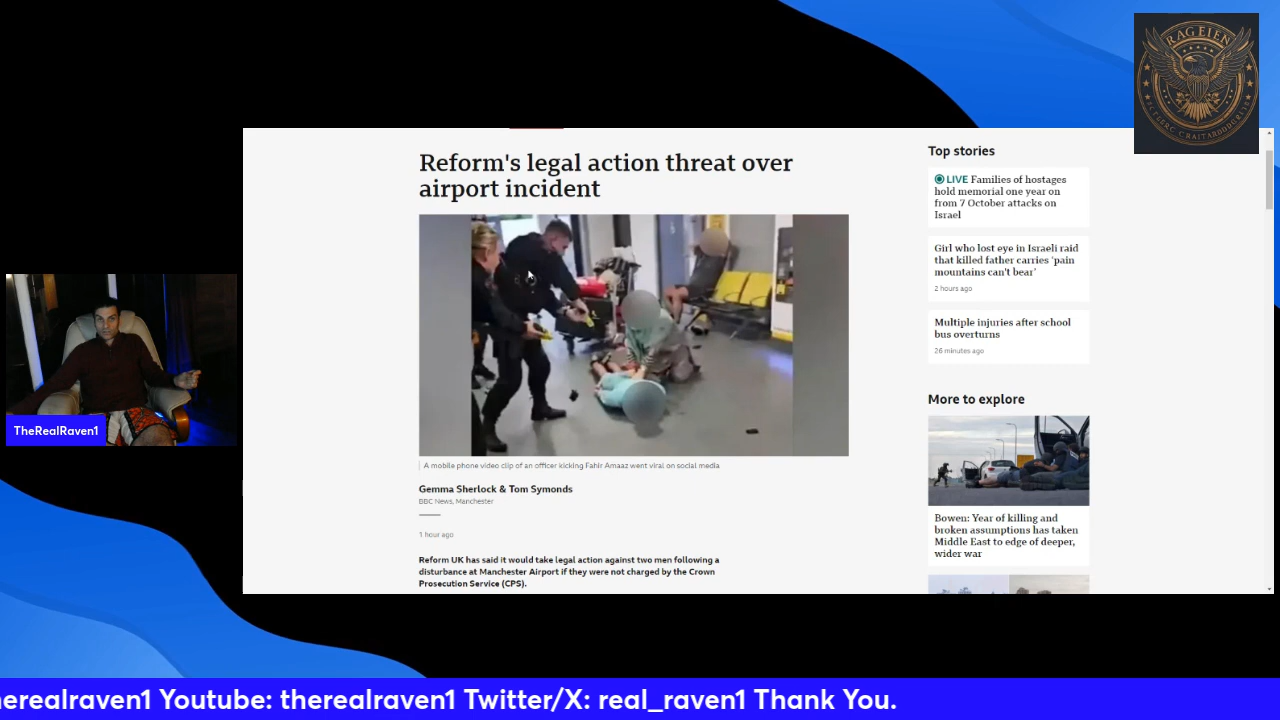 RAGEIEN
Reform's legal action threat over
airport incident
A mobile phone video clip of an officer kicking Fahir Amaaz went viral on social media
Gemma Sherlock & Tom Symonds
BBC News, Manchester
1 hour ago
Reform UK has said it would take legal action against two men following a
disturbance at Manchester Airport if they were not charged by the Crown
Prosecution Service (CPS).
Top stories
LIVE Families of hostages
hold memorial one year on
from 7 October attacks on
Israel
Girl who lost eye in Israeli raid
that killed father carries 'pain
mountains can't bear'
2 hours ago
Multiple injuries after school
bus overturns
26 minutes ago
More to explore
Bowen: Year of killing and
broken assumptions has taken
Middle East to edge of deeper,
wider war
TheRealRaven1
herealraven1 Youtube: therealraven1 Twitter/X: real_raven1 Thank You.